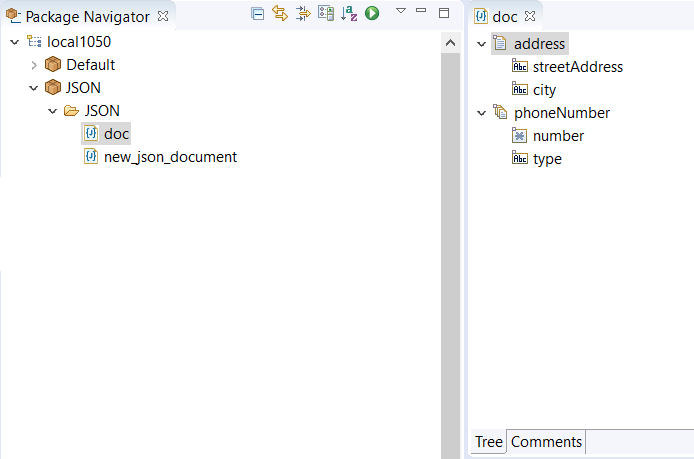 Package Navigator
local1050
Default
JSON
JSON
doc
new_json_document
doc
address
streetAddress
city
phoneNumber
number
type
Tree
Comments